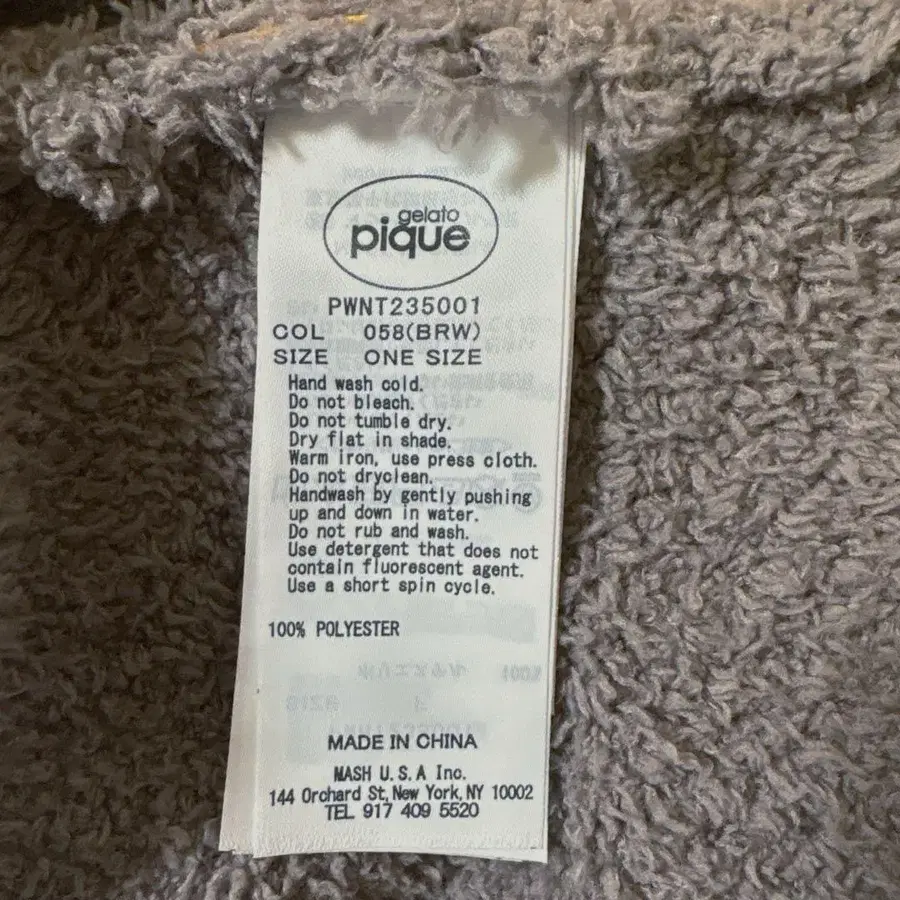 gelato
pique
PWNT235001
COL 058(BRW)
SIZE ONE SIZE
Hand wash cold.
Do not bleach.
Do not tumble dry.
Dry flat in shade.
Warm iron, use press cloth.
Do not dryclean.
Handwash by gently pushing
up and down in water.
Do not rub and wash.
Use detergent that does not
contain fluorescent agent.
Use a short spin cycle.
100% POLYESTER
MADE IN CHINA
MASH U.S.A Inc.
144 Orchard St, New York, NY 10002
TEL 917 409 5520